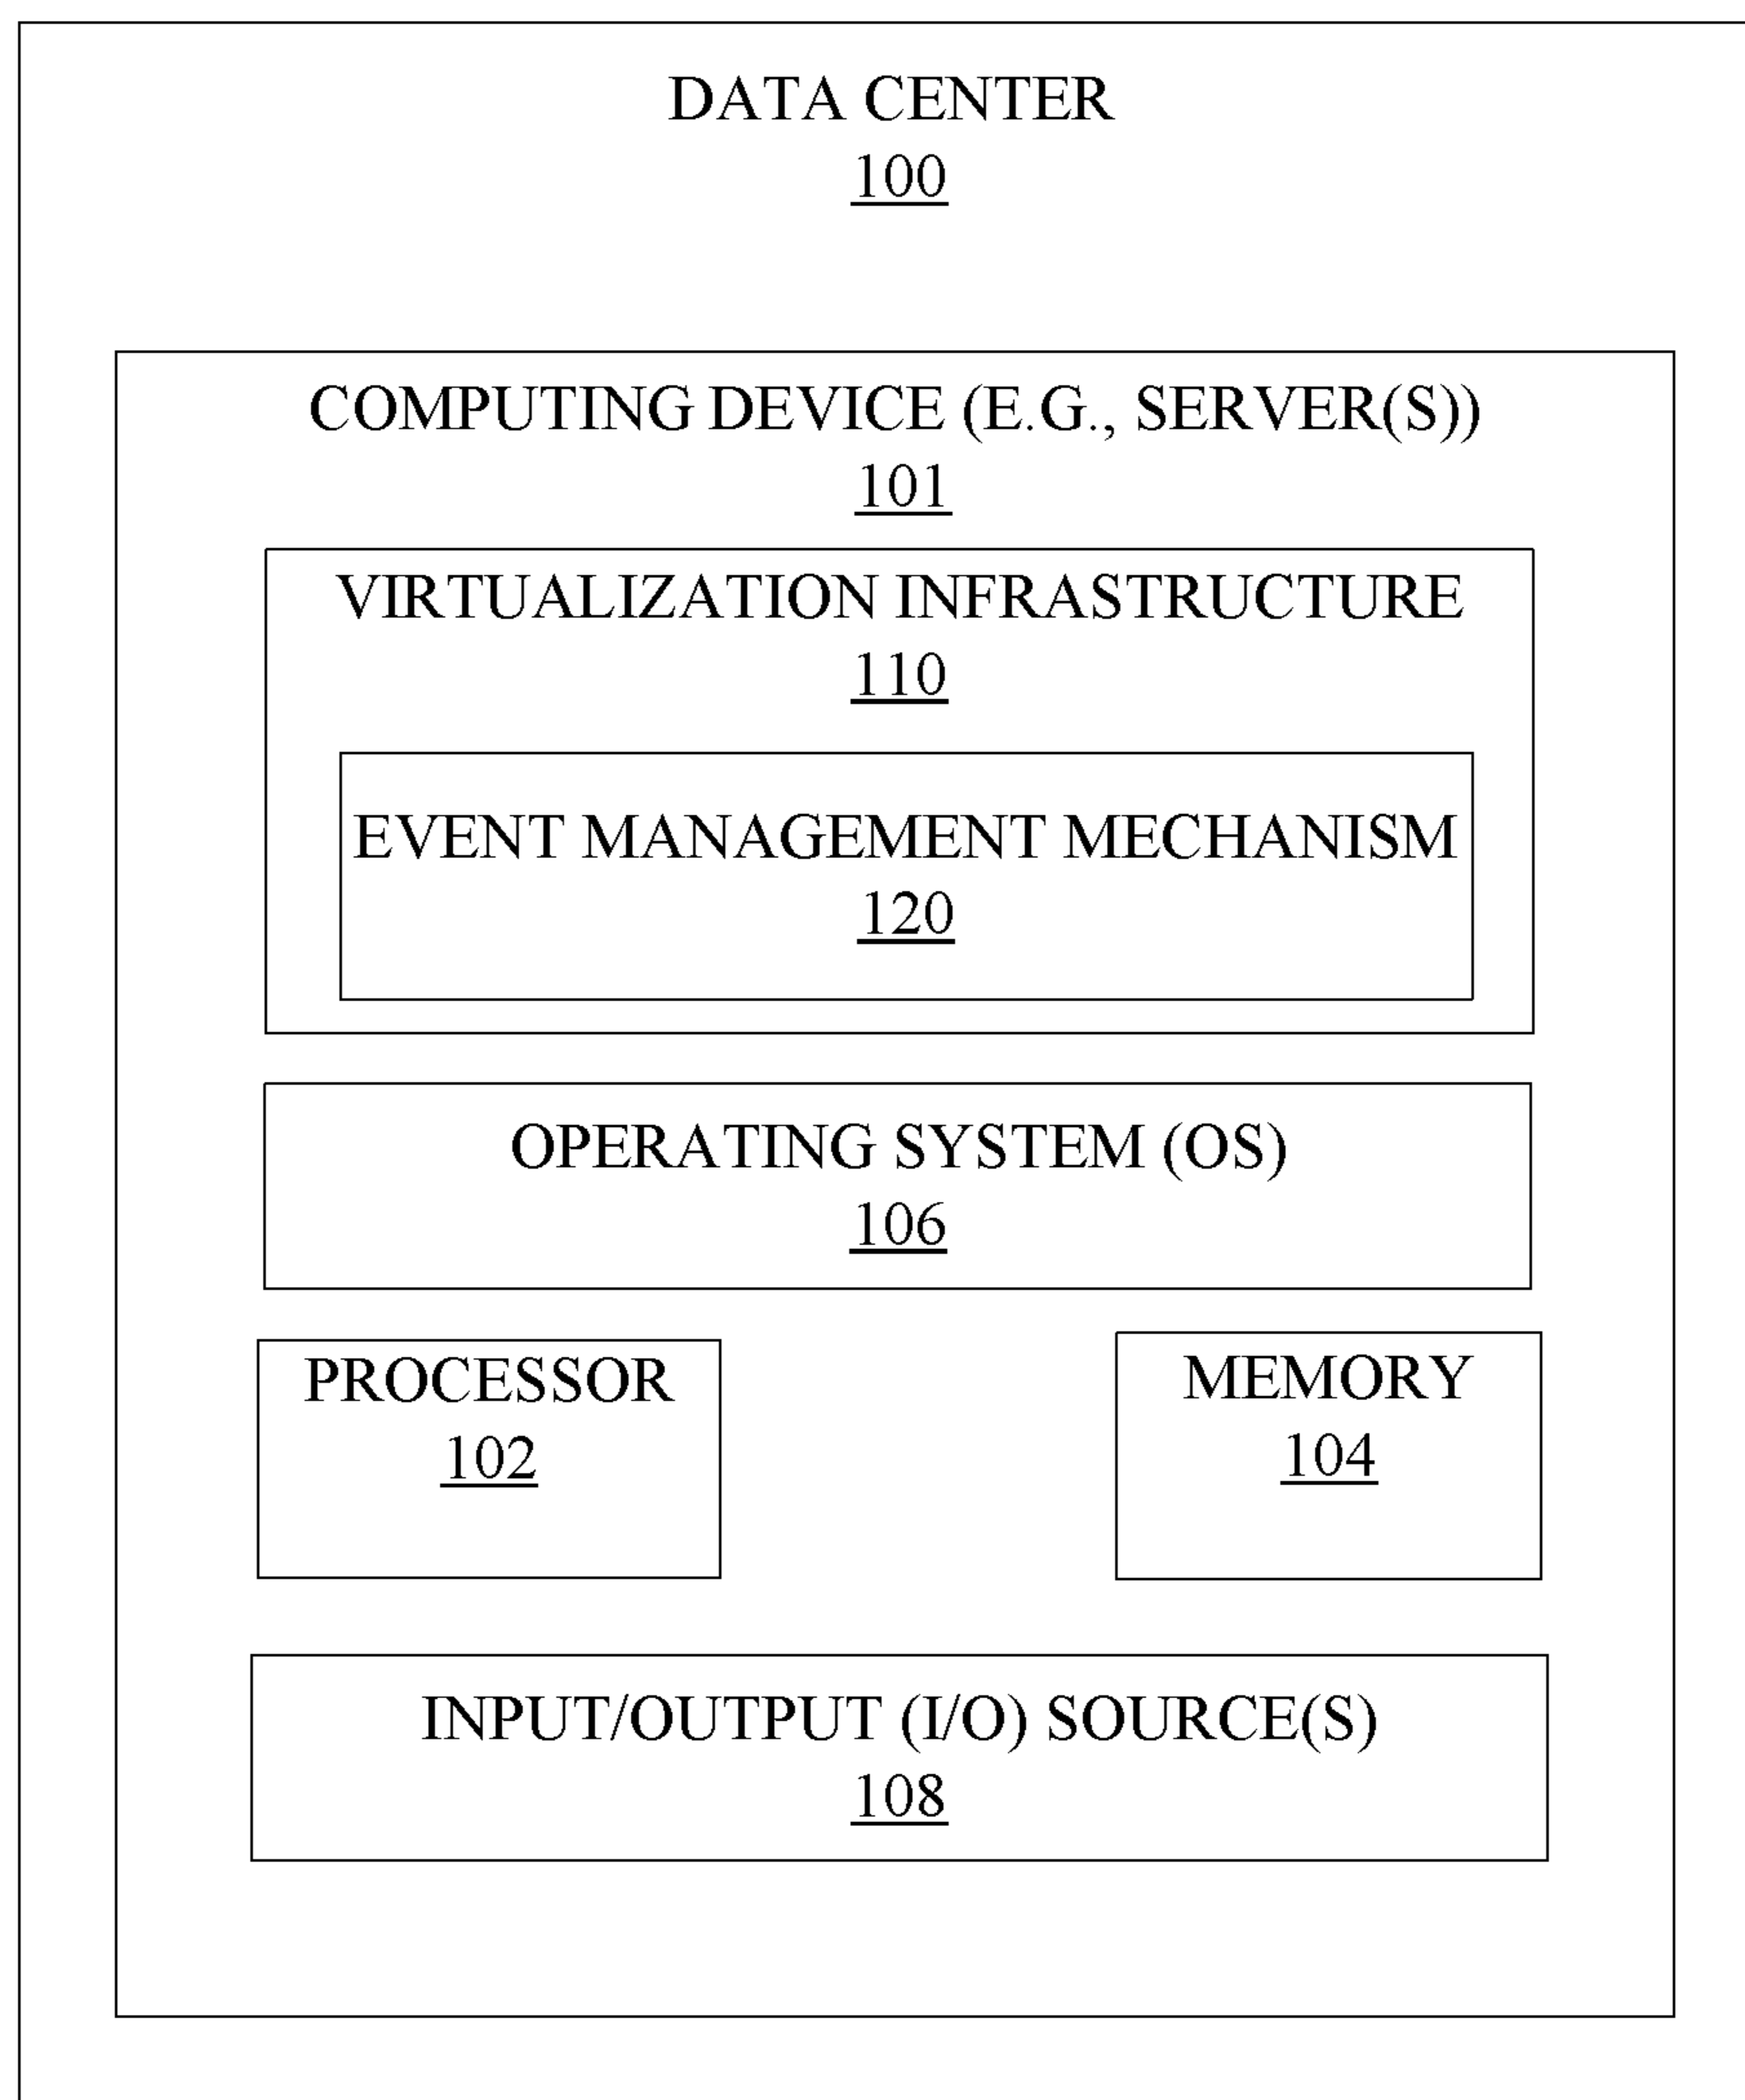 DATA CENTER
100
COMPUTING DEVICE (E.G., SERVER(S))
101
VIRTUALIZATION INFRASTRUCTURE
110
EVENT MANAGEMENT MECHANISM
120
OPERATING SYSTEM (OS)
106
PROCESSOR
102
MEMORY
104
INPUT/OUTPUT (I/O) SOURCE(S)
108